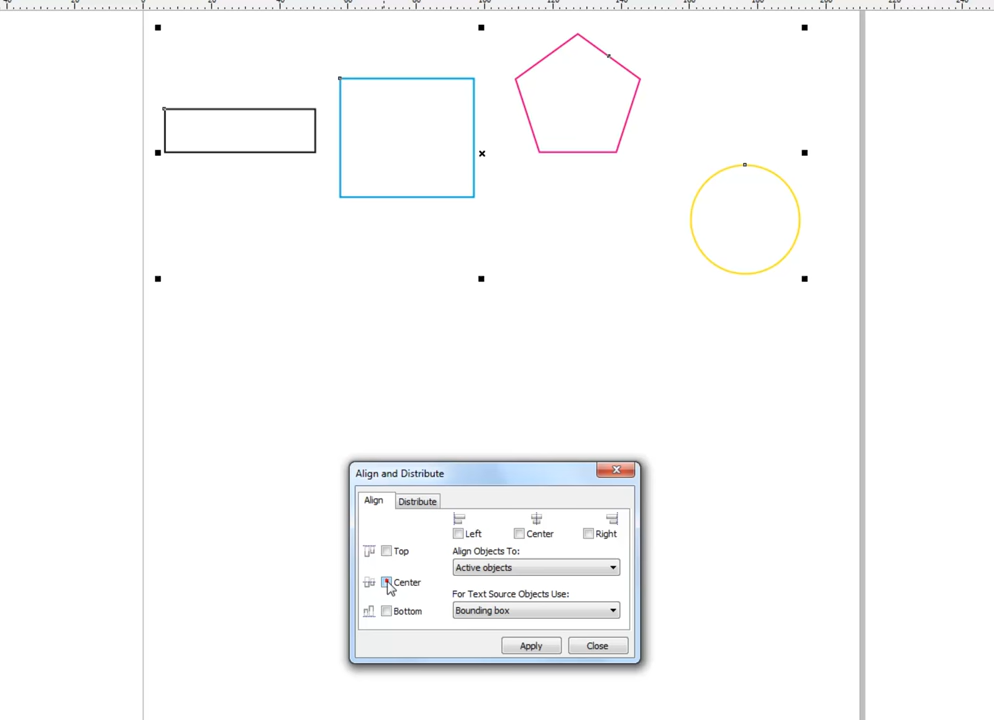 Align and Distribute
Align
Distribute
Left
Center
Right
Top
Align Objects To:
Active objects
Center
For Text Source Objects Use:
Bottom
Bounding box
Apply
Close